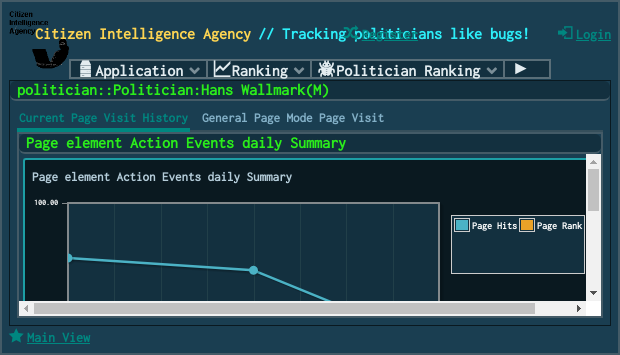 Citizen
Intelligence
Agency
Citizen Intelligence Agency // Tracking politicians like bugs!
Register
Login
Application
Ranking
Politician Ranking
politician::Politician:Hans Wallmark(M)
Current Page Visit History
General Page Mode Page Visit
Page element Action Events daily Summary
Page element Action Events daily Summary
100.00
Page Hits
Page Rank
Main View